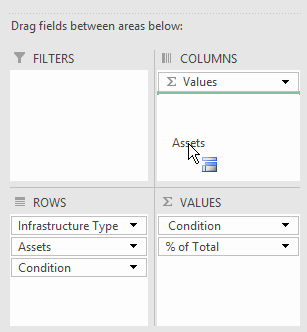 Drag fields between areas below:
FILTERS
COLUMNS
Σ Values
Assets
ROWS
Infrastructure Type
Assets
Condition
Σ VALUES
Condition
% of Total